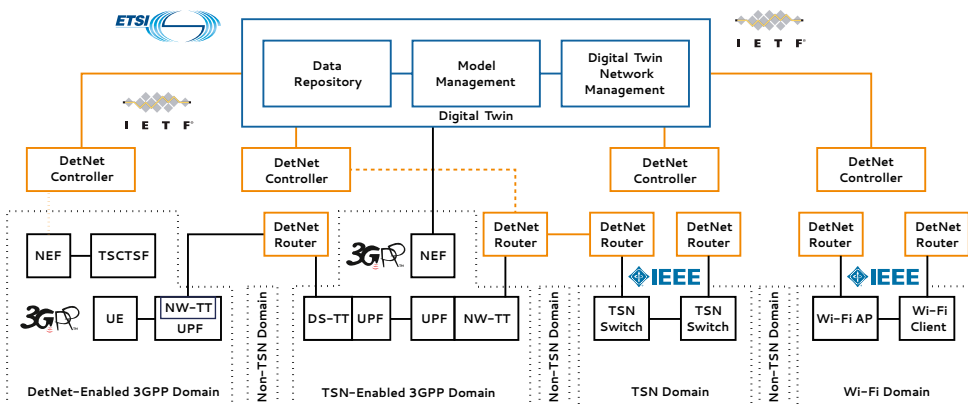 ETSI
I E T F®
I E T F®
Data
Repository
Model
Management
Digital Twin
Network
Management
Digital Twin
DetNet
Controller
DetNet
Controller
DetNet
Controller
DetNet
Controller
DetNet
Router
DetNet
Router
DetNet
Router
DetNet
Router
DetNet
Router
DetNet
Router
NEF
TSCTSF
3GPP
NEF
IEEE
IEEE
3GPP
UE
NW-TT
UPF
DS-TT
UPF
UPF
NW-TT
TSN
Switch
TSN
Switch
Wi-Fi AP
Wi-Fi
Client
Non-TSN Domain
Non-TSN Domain
Non-TSN Domain
DetNet-Enabled 3GPP Domain
TSN-Enabled 3GPP Domain
TSN Domain
Wi-Fi Domain